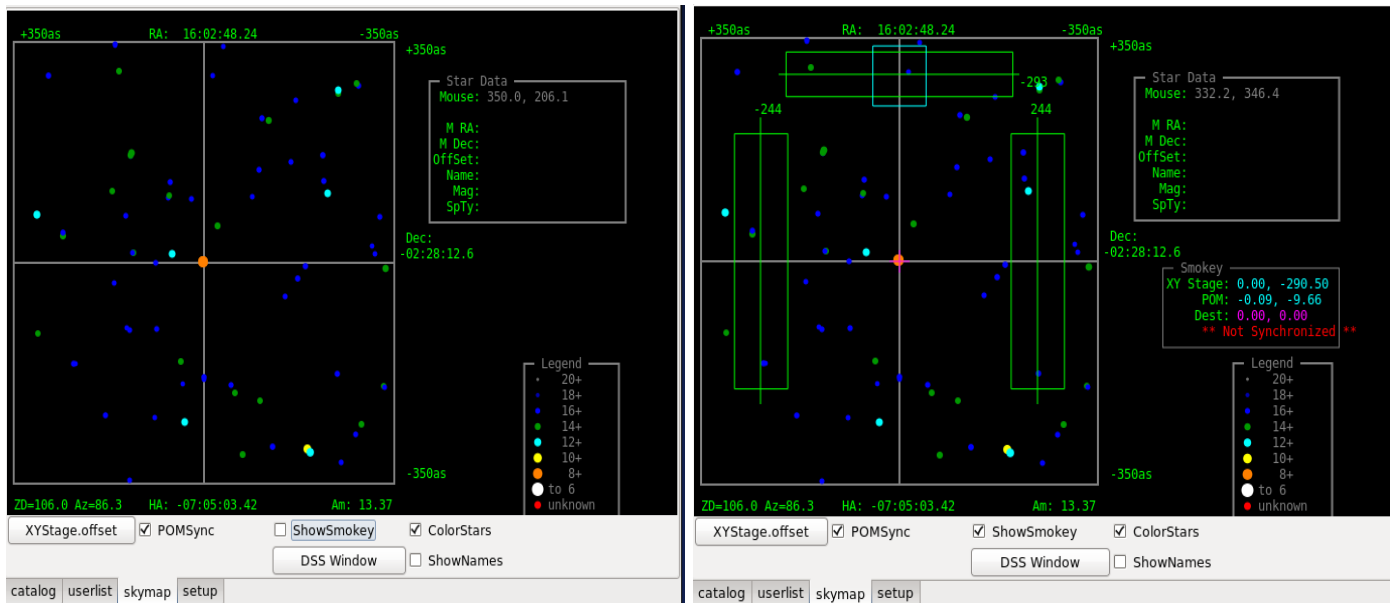 +350as RA: 16:02:48.24 -350as
+350as
Star Data
Mouse: 350.0, 206.1
M RA:
M Dec:
OffSet:
Name:
Mag:
SpTy:
Dec:
-02:28:12.6
Legend
20+
18+
16+
14+
12+
10+
8+
to 6
unknown
-350as
ZD=106.0 Az=86.3 HA: -07:05:03.42 Am: 13.37
XYStage.offset POMSync ShowSmokey ColorStars
DSS Window ShowNames
catalog userlist skymap setup
+350as RA: 16:02:48.24 -350as
+350as
-293
-244 244
Star Data
Mouse: 332.2, 346.4
M RA:
M Dec:
OffSet:
Name:
Mag:
SpTy:
Dec:
-02:28:12.6
Smokey
XY Stage: 0.00, -290.50
POM: -0.09, -9.66
Dest: 0.00, 0.00
** Not Synchronized **
Legend
20+
18+
16+
14+
12+
10+
8+
to 6
unknown
-350as
ZD=106.0 Az=86.3 HA: -07:05:03.42 Am: 13.37
XYStage.offset POMSync ShowSmokey ColorStars
DSS Window ShowNames
catalog userlist skymap setup